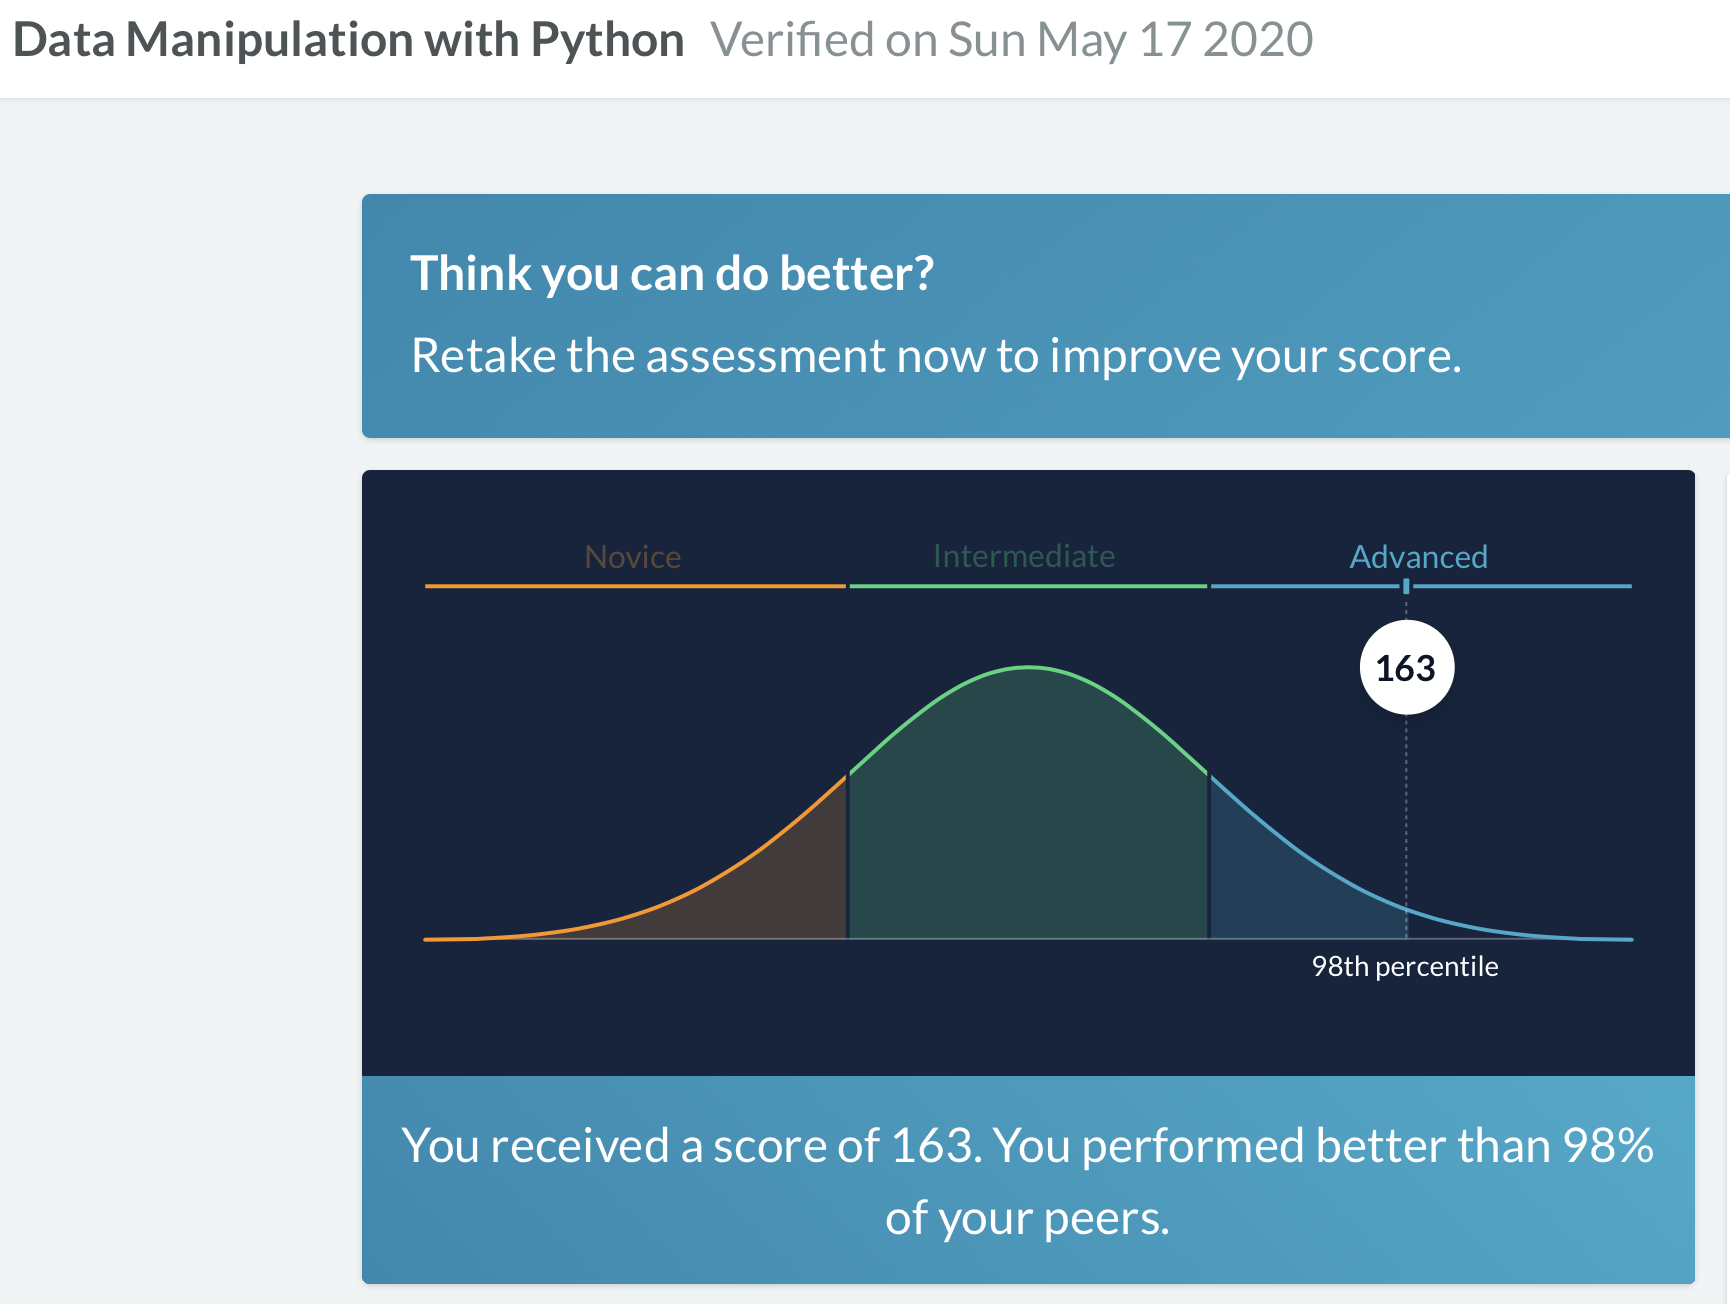 Data Manipulation with Python Verified on Sun May 17 2020
Think you can do better?
Retake the assessment now to improve your score.
Novice Intermediate Advanced
163
98th percentile
You received a score of 163. You performed better than 98%
of your peers.